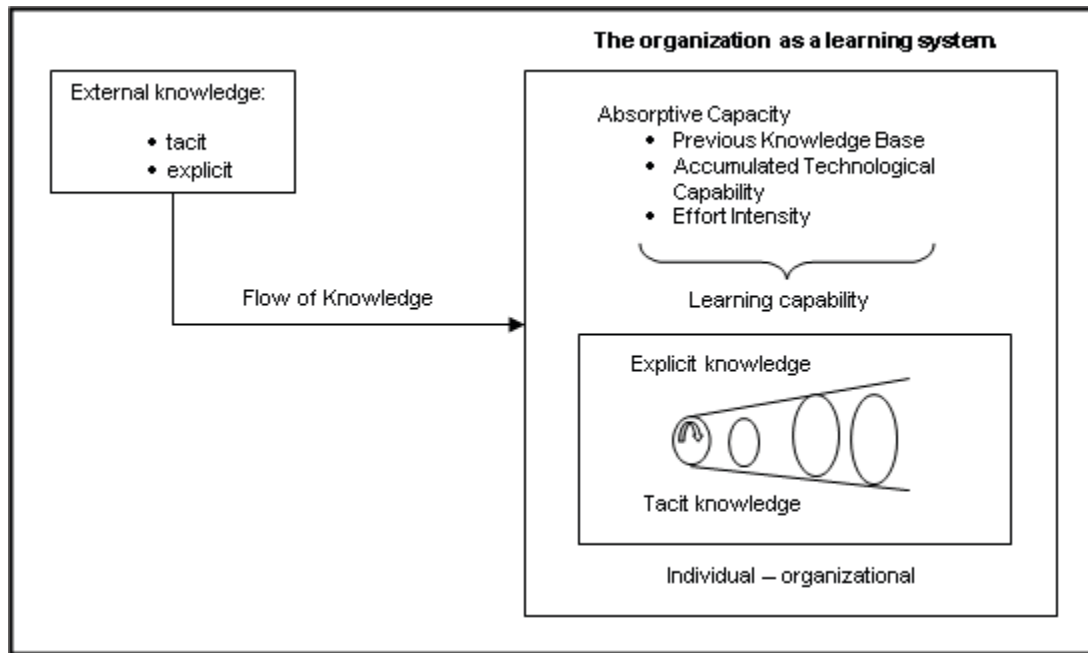 The organization as a learning system.
External knowledge:
• tacit
• explicit
Flow of Knowledge
Absorptive Capacity
• Previous Knowledge Base
• Accumulated Technological
Capability
• Effort Intensity
Learning capability
Explicit knowledge
Tacit knowledge
Individual – organizational